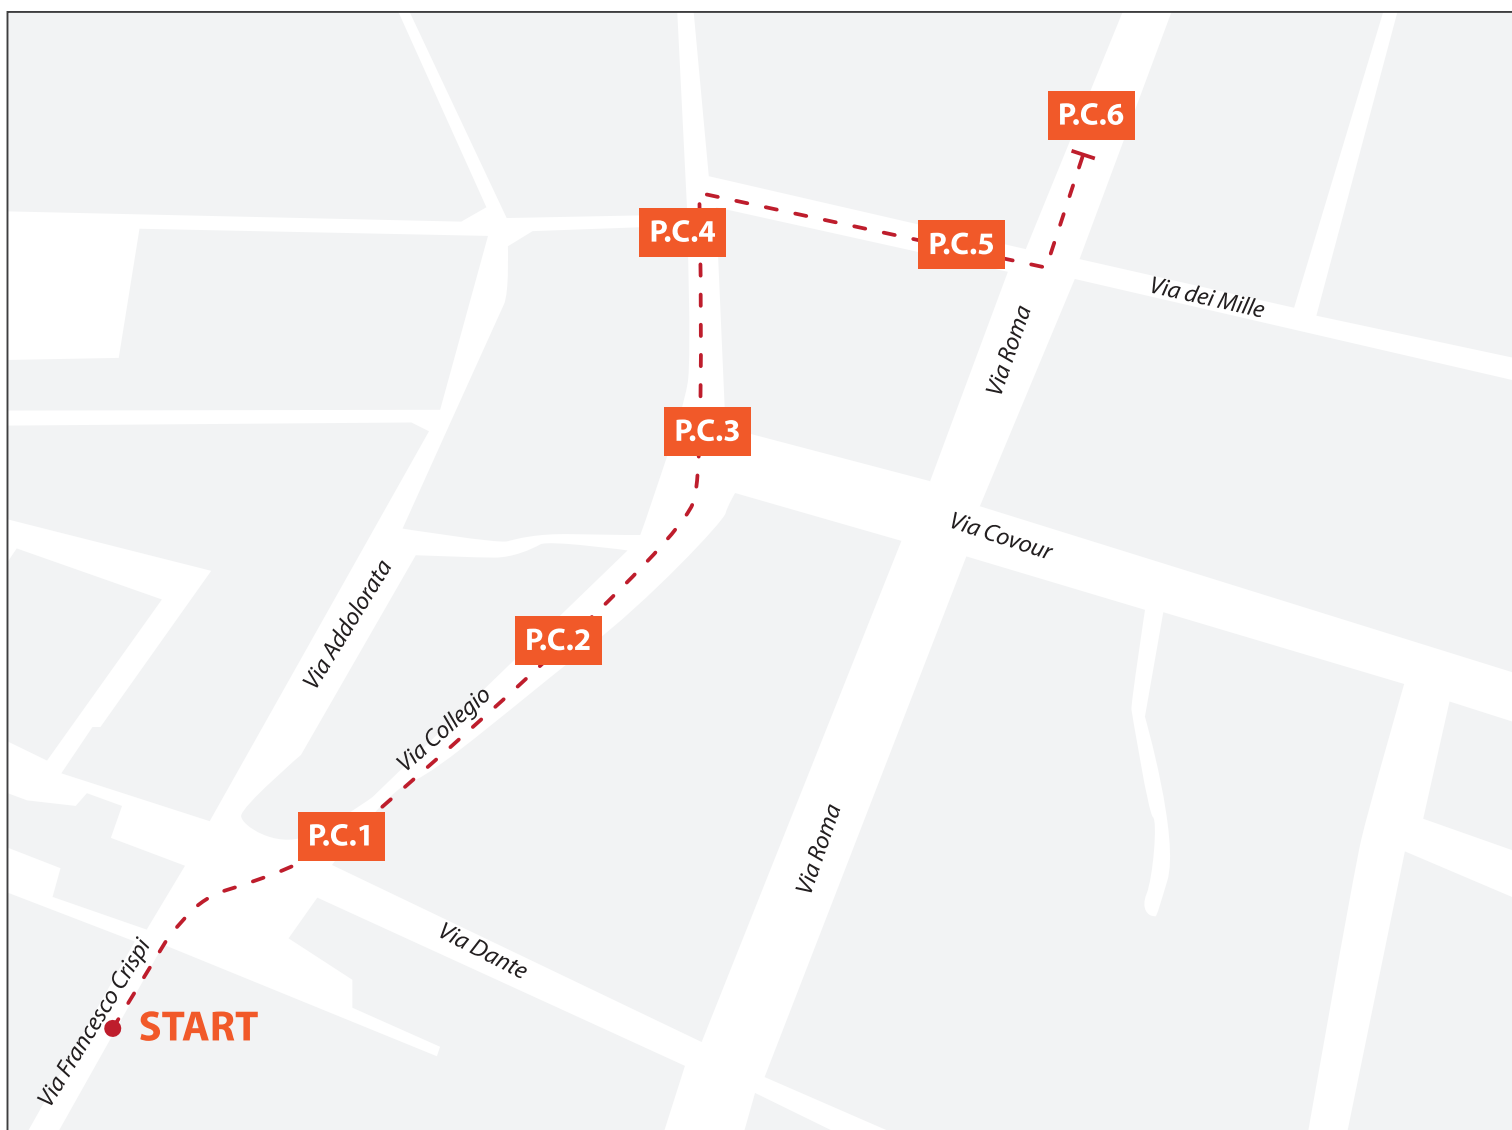 P.C.6
P.C.4
P.C.5
Via dei Mille
Via Roma
P.C.3
Via Covour
Via Addolorata
P.C.2
Via Collegio
P.C.1
Via Roma
Via Dante
Via Francesco Crispi
START